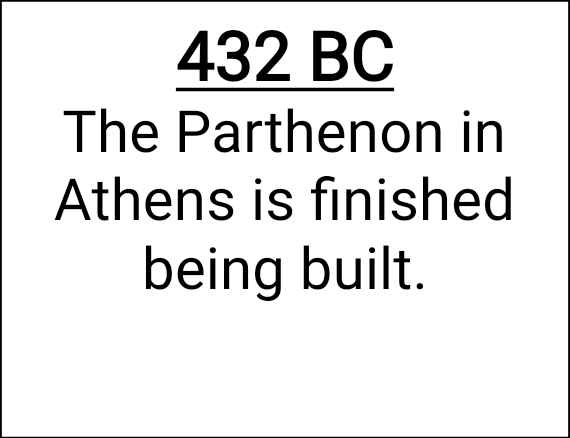 432 BC
The Parthenon in
Athens is finished
being built.